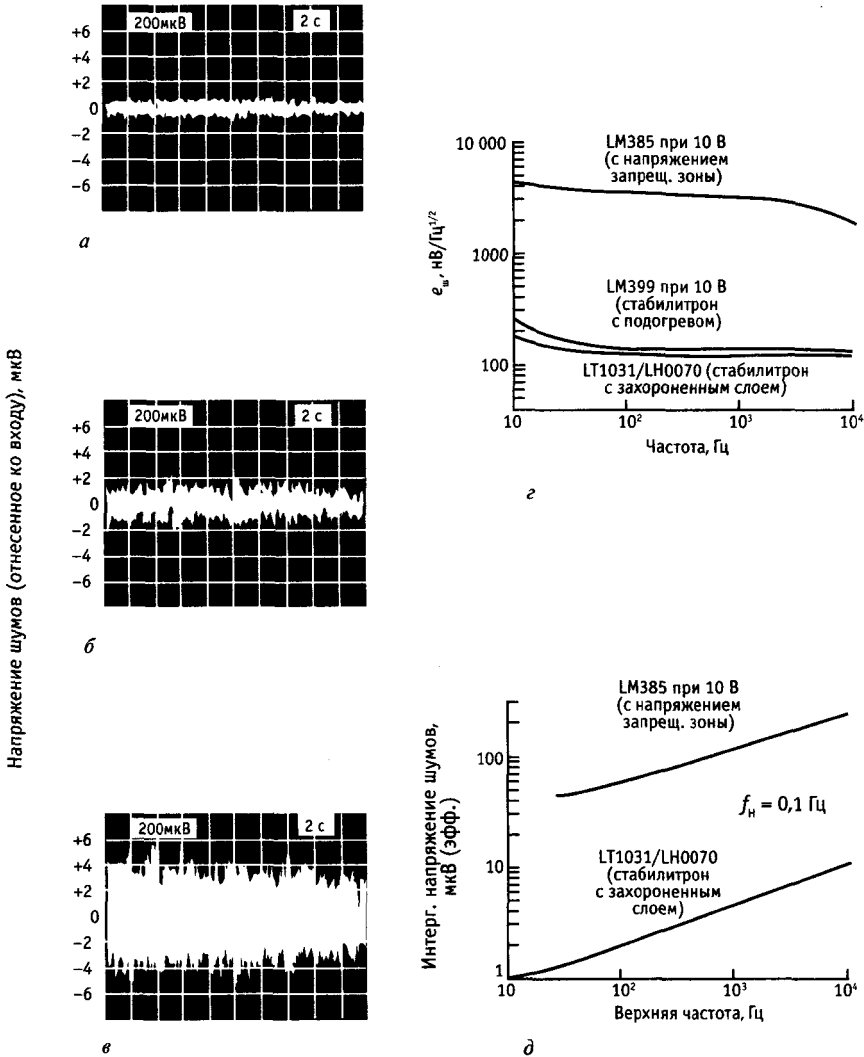 Напряжение шумов (отнесенное ко входу), мкВ
200мкВ 2 с
+6
+4
+2
0
−2
−4
−6
а
200мкВ 2 с
+6
+4
+2
0
−2
−4
−6
б
200мкВ 2 с
+6
+4
+2
0
−2
−4
−6
в
eш, нВ/Гц1/2
10 000
1000
100
LM385 при 10 В
(с напряжением
запрещ. зоны)
LM399 при 10 В
(стабилитрон
с подогревом)
LT1031/LH0070 (стабилитрон
с захороненным слоем)
10 10² 10³ 10⁴
Частота, Гц
г
Интегр. напряжение шумов,
мкВ (эфф.)
100
10
1
LM385 при 10 В
(с напряжением
запрещ. зоны)
fн = 0,1 Гц
LT1031/LH0070
(стабилитрон
с захороненным
слоем)
10 10² 10³ 10⁴
Верхняя частота, Гц
д